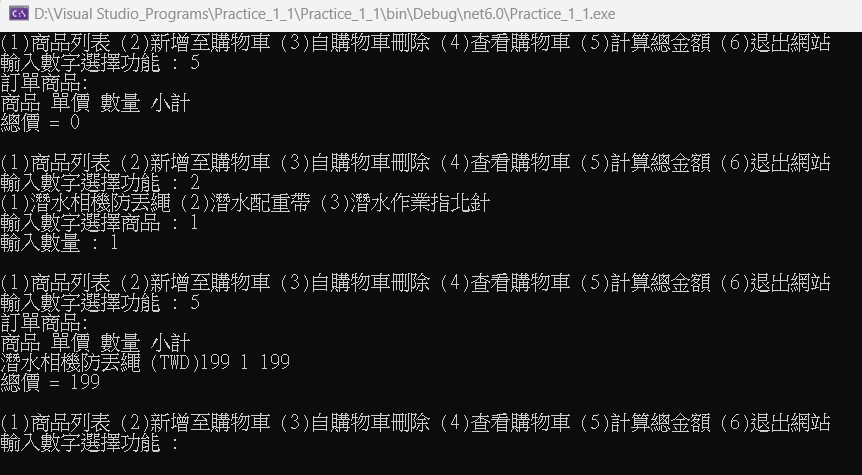 D:\Visual Studio_Programs\Practice_1_1\Practice_1_1\bin\Debug\net6.0\Practice_1_1.exe
(1)商品列表 (2)新增至購物車 (3)自購物車刪除 (4)查看購物車 (5)計算總金額 (6)退出網站
輸入數字選擇功能 : 5
訂單商品:
商品 單價 數量 小計
總價 = 0
(1)商品列表 (2)新增至購物車 (3)自購物車刪除 (4)查看購物車 (5)計算總金額 (6)退出網站
輸入數字選擇功能 : 2
(1)潛水相機防丟繩 (2)潛水配重帶 (3)潛水作業指北針
輸入數字選擇商品 : 1
輸入數量 : 1
(1)商品列表 (2)新增至購物車 (3)自購物車刪除 (4)查看購物車 (5)計算總金額 (6)退出網站
輸入數字選擇功能 : 5
訂單商品:
商品 單價 數量 小計
潛水相機防丟繩 (TWD)199 1 199
總價 = 199
(1)商品列表 (2)新增至購物車 (3)自購物車刪除 (4)查看購物車 (5)計算總金額 (6)退出網站
輸入數字選擇功能 :